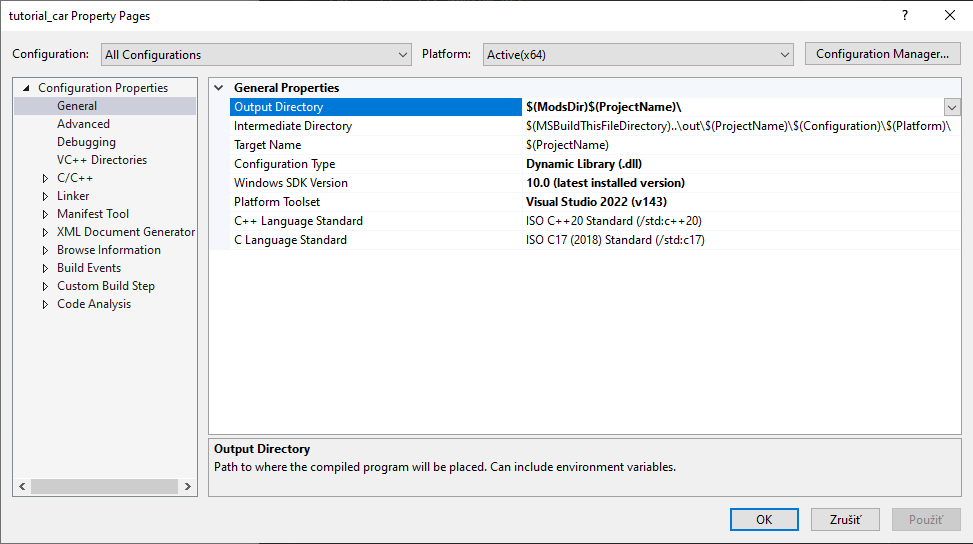 tutorial_car Property Pages
?
Configuration: All Configurations Platform: Active(x64) Configuration Manager...
Configuration Properties
General
Advanced
Debugging
VC++ Directories
C/C++
Linker
Manifest Tool
XML Document Generator
Browse Information
Build Events
Custom Build Step
Code Analysis
General Properties
Output Directory $(ModsDir)$(ProjectName)\
Intermediate Directory $(MSBuildThisFileDirectory)..\out\$(ProjectName)\$(Configuration)\$(Platform)\
Target Name $(ProjectName)
Configuration Type Dynamic Library (.dll)
Windows SDK Version 10.0 (latest installed version)
Platform Toolset Visual Studio 2022 (v143)
C++ Language Standard ISO C++20 Standard (/std:c++20)
C Language Standard ISO C17 (2018) Standard (/std:c17)
Output Directory
Path to where the compiled program will be placed. Can include environment variables.
OK Zrušiť Použiť